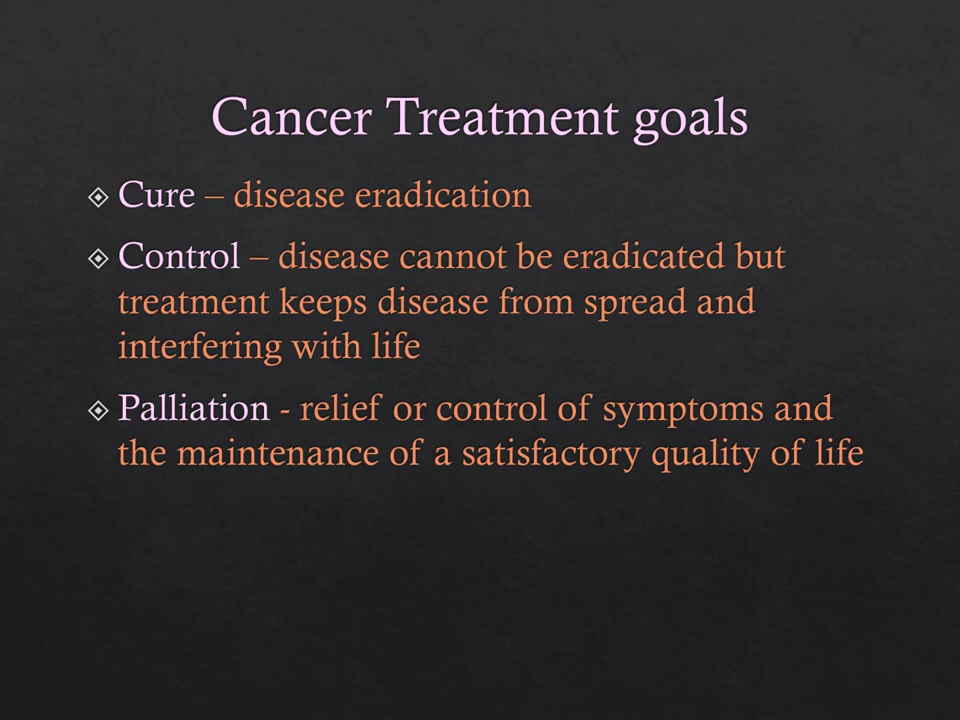 Cancer Treatment goals
Cure – disease eradication
Control – disease cannot be eradicated but
treatment keeps disease from spread and
interfering with life
Palliation - relief or control of symptoms and
the maintenance of a satisfactory quality of life